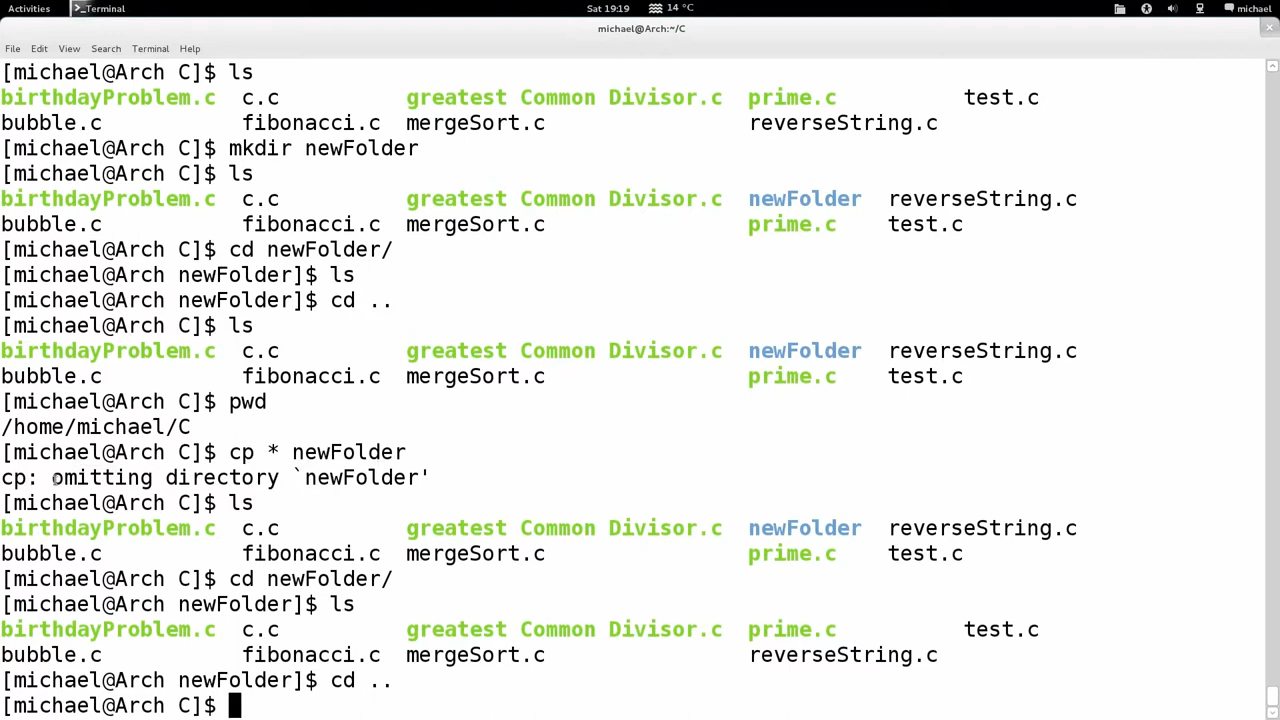 Activities Terminal Sat 19:19 14 °C michael
michael@Arch:~/C
File Edit View Search Terminal Help
[michael@Arch C]$ ls
birthdayProblem.c c.c greatest Common Divisor.c prime.c test.c
bubble.c fibonacci.c mergeSort.c reverseString.c
[michael@Arch C]$ mkdir newFolder
[michael@Arch C]$ ls
birthdayProblem.c c.c greatest Common Divisor.c newFolder reverseString.c
bubble.c fibonacci.c mergeSort.c prime.c test.c
[michael@Arch C]$ cd newFolder/
[michael@Arch newFolder]$ ls
[michael@Arch newFolder]$ cd ..
[michael@Arch C]$ ls
birthdayProblem.c c.c greatest Common Divisor.c newFolder reverseString.c
bubble.c fibonacci.c mergeSort.c prime.c test.c
[michael@Arch C]$ pwd
/home/michael/C
[michael@Arch C]$ cp * newFolder
cp: omitting directory `newFolder'
[michael@Arch C]$ ls
birthdayProblem.c c.c greatest Common Divisor.c newFolder reverseString.c
bubble.c fibonacci.c mergeSort.c prime.c test.c
[michael@Arch C]$ cd newFolder/
[michael@Arch newFolder]$ ls
birthdayProblem.c c.c greatest Common Divisor.c prime.c test.c
bubble.c fibonacci.c mergeSort.c reverseString.c
[michael@Arch newFolder]$ cd ..
[michael@Arch C]$